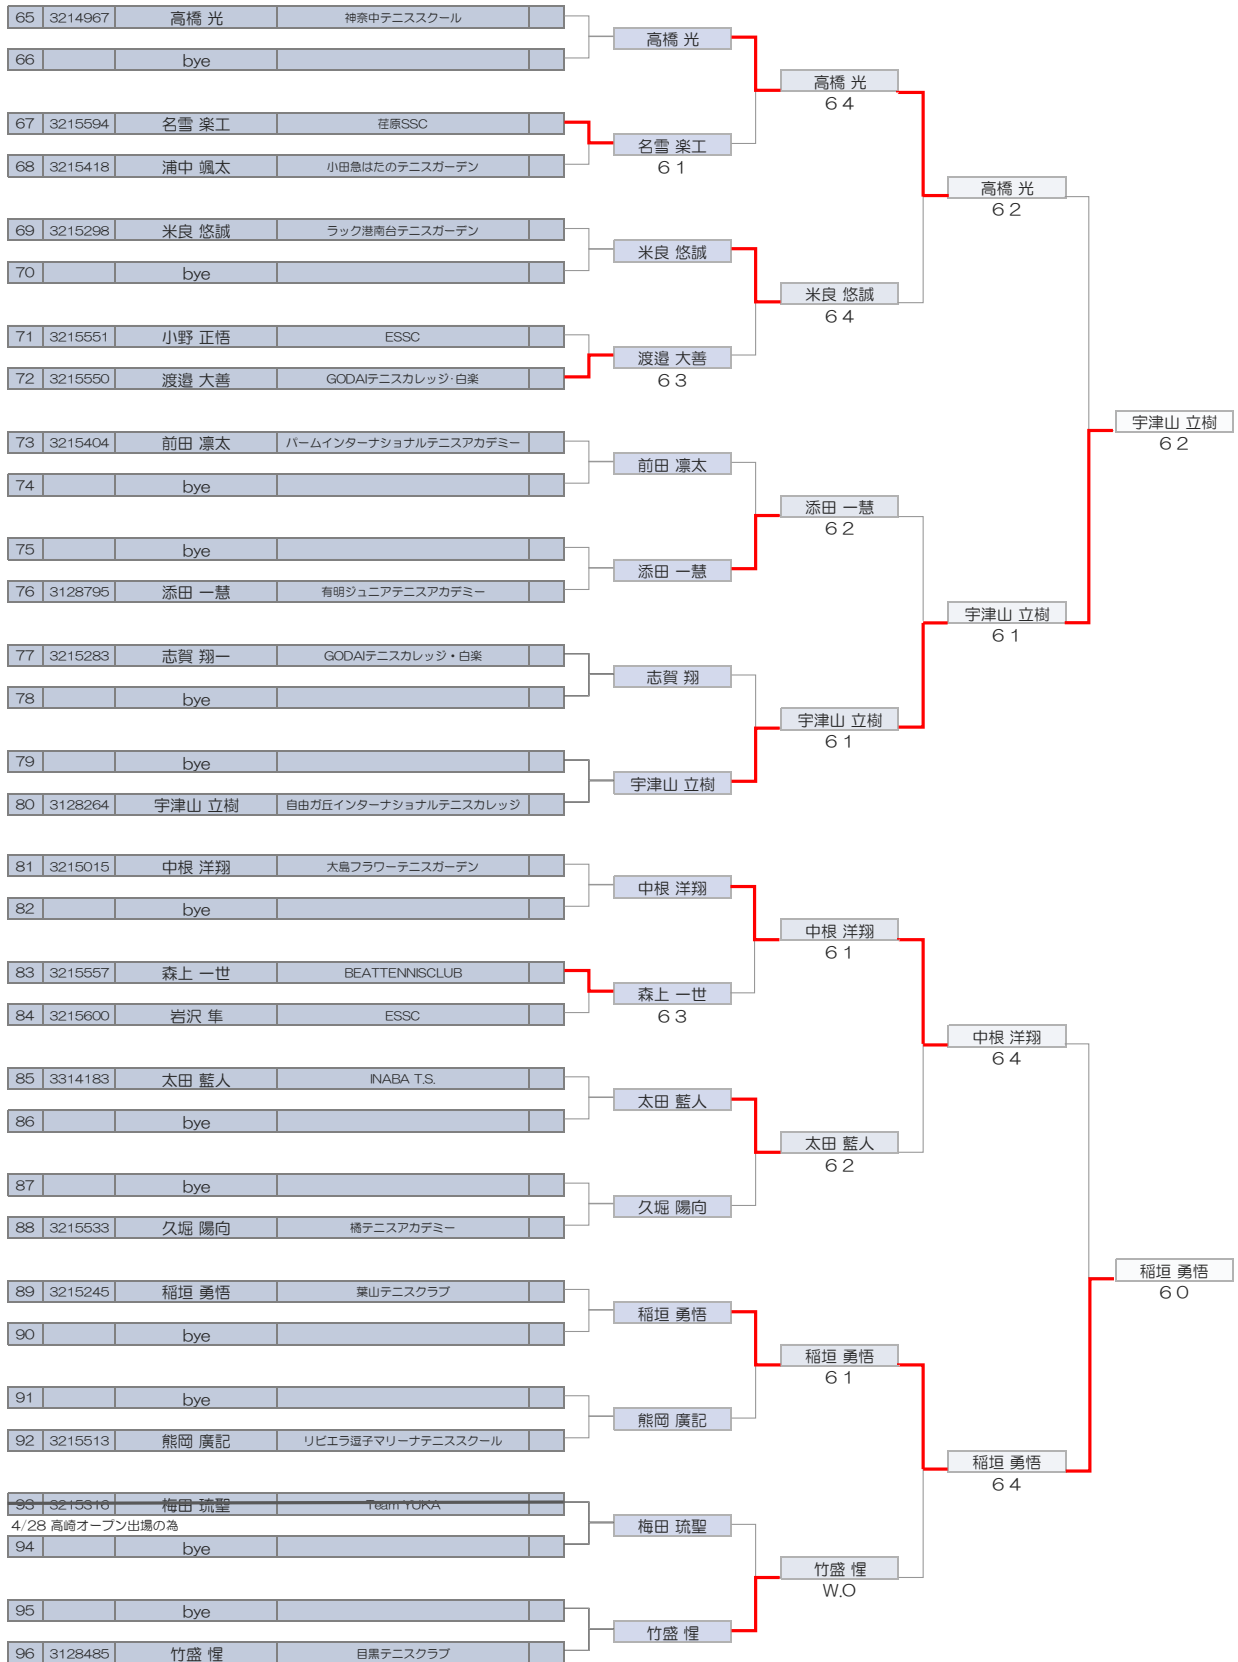 65 3214967 高橋 光 神奈中テニススクール
66 bye
67 3215594 名雪 楽工 荏原SSC
68 3215418 浦中 颯太 小田急はたのテニスガーデン
69 3215298 米良 悠誠 ラック港南台テニスガーデン
70 bye
71 3215551 小野 正悟 ESSC
72 3215550 渡邉 大善 GODAIテニスカレッジ・白楽
73 3215404 前田 凛太 パームインターナショナルテニスアカデミー
74 bye
75 bye
76 3128795 添田 一慧 有明ジュニアテニスアカデミー
77 3215283 志賀 翔一 GODAIテニスカレッジ・白楽
78 bye
79 bye
80 3128264 宇津山 立樹 自由ガ丘インターナショナルテニスカレッジ
81 3215015 中根 洋翔 大島フラワーテニスガーデン
82 bye
83 3215557 森上 一世 BEATTENNISCLUB
84 3215600 岩沢 隼 ESSC
85 3314183 太田 藍人 INABA T.S.
86 bye
87 bye
88 3215533 久堀 陽向 橘テニスアカデミー
89 3215245 稲垣 勇悟 葉山テニスクラブ
90 bye
91 bye
92 3215513 熊岡 廣記 リビエラ逗子マリーナテニススクール
93 3215316 梅田 琉聖 Team YUKA
4/28 高崎オープン出場の為
94 bye
95 bye
96 3128485 竹盛 惺 目黒テニスクラブ
高橋 光
名雪 楽工
6 1
米良 悠誠
渡邉 大善
6 3
前田 凛太
添田 一慧
志賀 翔
宇津山 立樹
中根 洋翔
森上 一世
6 3
太田 藍人
久堀 陽向
稲垣 勇悟
熊岡 廣記
梅田 琉聖
竹盛 惺
高橋 光
6 4
米良 悠誠
6 4
添田 一慧
6 2
宇津山 立樹
6 1
中根 洋翔
6 1
太田 藍人
6 2
稲垣 勇悟
6 1
竹盛 惺
W.O
高橋 光
6 2
宇津山 立樹
6 1
中根 洋翔
6 4
稲垣 勇悟
6 4
宇津山 立樹
6 2
稲垣 勇悟
6 0